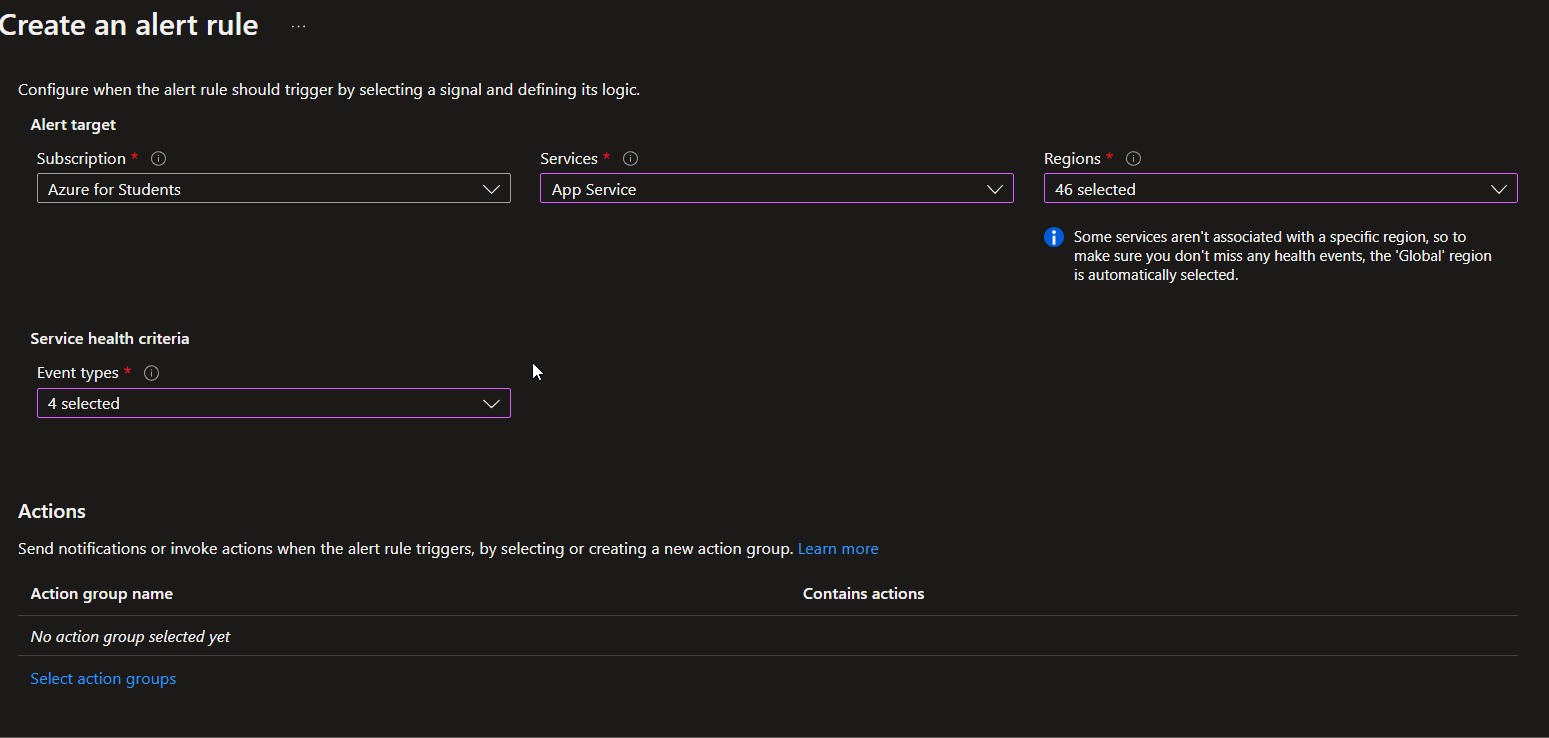 Create an alert rule ...
Configure when the alert rule should trigger by selecting a signal and defining its logic.
Alert target
Subscription *
Services *
Regions *
Azure for Students
App Service
46 selected
Some services aren't associated with a specific region, so to
make sure you don't miss any health events, the 'Global' region
is automatically selected.
Service health criteria
Event types *
4 selected
Actions
Send notifications or invoke actions when the alert rule triggers, by selecting or creating a new action group. Learn more
Action group name
Contains actions
No action group selected yet
Select action groups